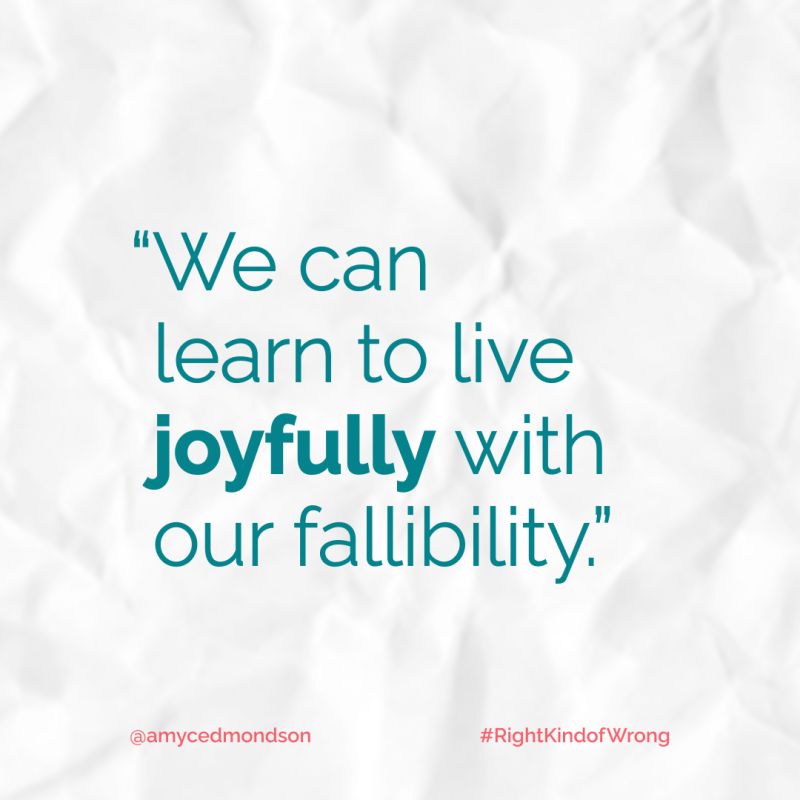 “We can
learn to live
joyfully with
our fallibility.”
@amycedmondson
#RightKindofWrong